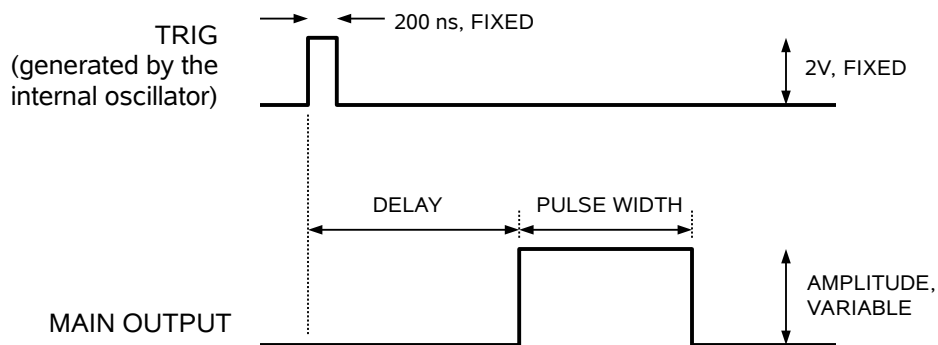 200 ns, FIXED
TRIG
(generated by the
internal oscillator)
2V, FIXED
DELAY
PULSE WIDTH
AMPLITUDE,
VARIABLE
MAIN OUTPUT